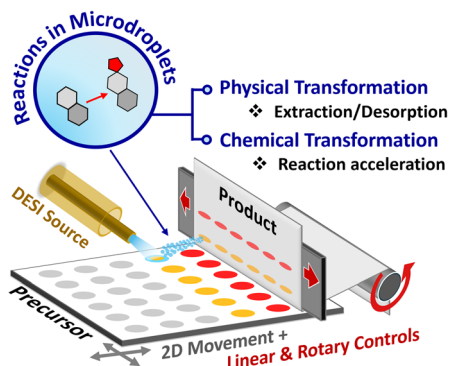 Reactions in Microdroplets
Physical Transformation
❖ Extraction/Desorption
Chemical Transformation
❖ Reaction acceleration
DESI Source
Product
Precursor
2D Movement +
Linear & Rotary Controls